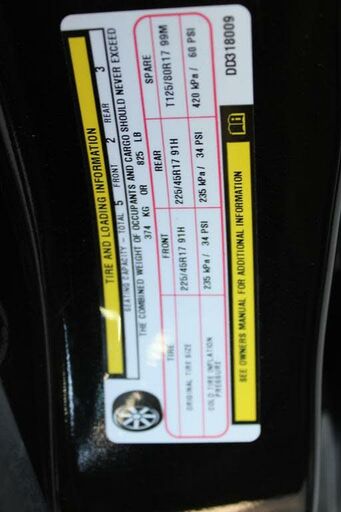 TIRE AND LOADING INFORMATION
SEATING CAPACITY - TOTAL 5 FRONT 2 REAR 3
THE COMBINED WEIGHT OF OCCUPANTS AND CARGO SHOULD NEVER EXCEED
374 KG OR 825 LB
TIRE FRONT REAR SPARE
ORIGINAL TIRE SIZE 225/45R17 91H 225/45R17 91H T125/80R17 99M
COLD TIRE INFLATION PRESSURE 235 kPa/ 34 PSI 235 kPa/ 34 PSI 420 kPa/ 60 PSI
SEE OWNERS MANUAL FOR ADDITIONAL INFORMATION
DD318009